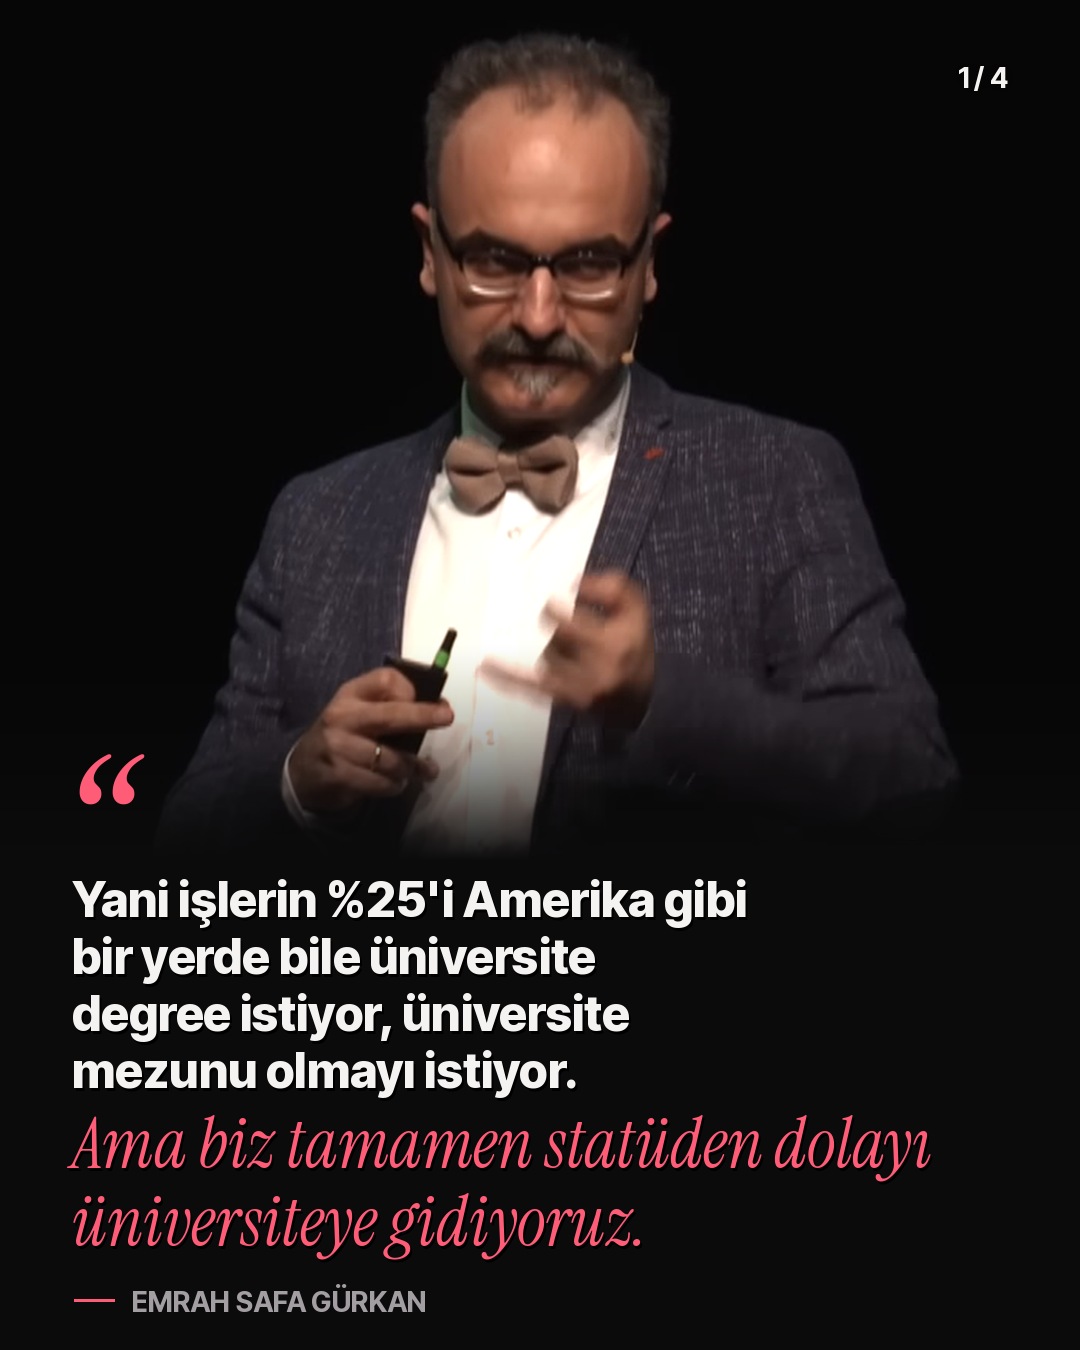 1/4
“
Yani işlerin %25'i Amerika gibi
bir yerde bile üniversite
degree istiyor, üniversite
mezunu olmayı istiyor.
Ama biz tamamen statüden dolayı
üniversiteye gidiyoruz.
— EMRAH SAFA GÜRKAN